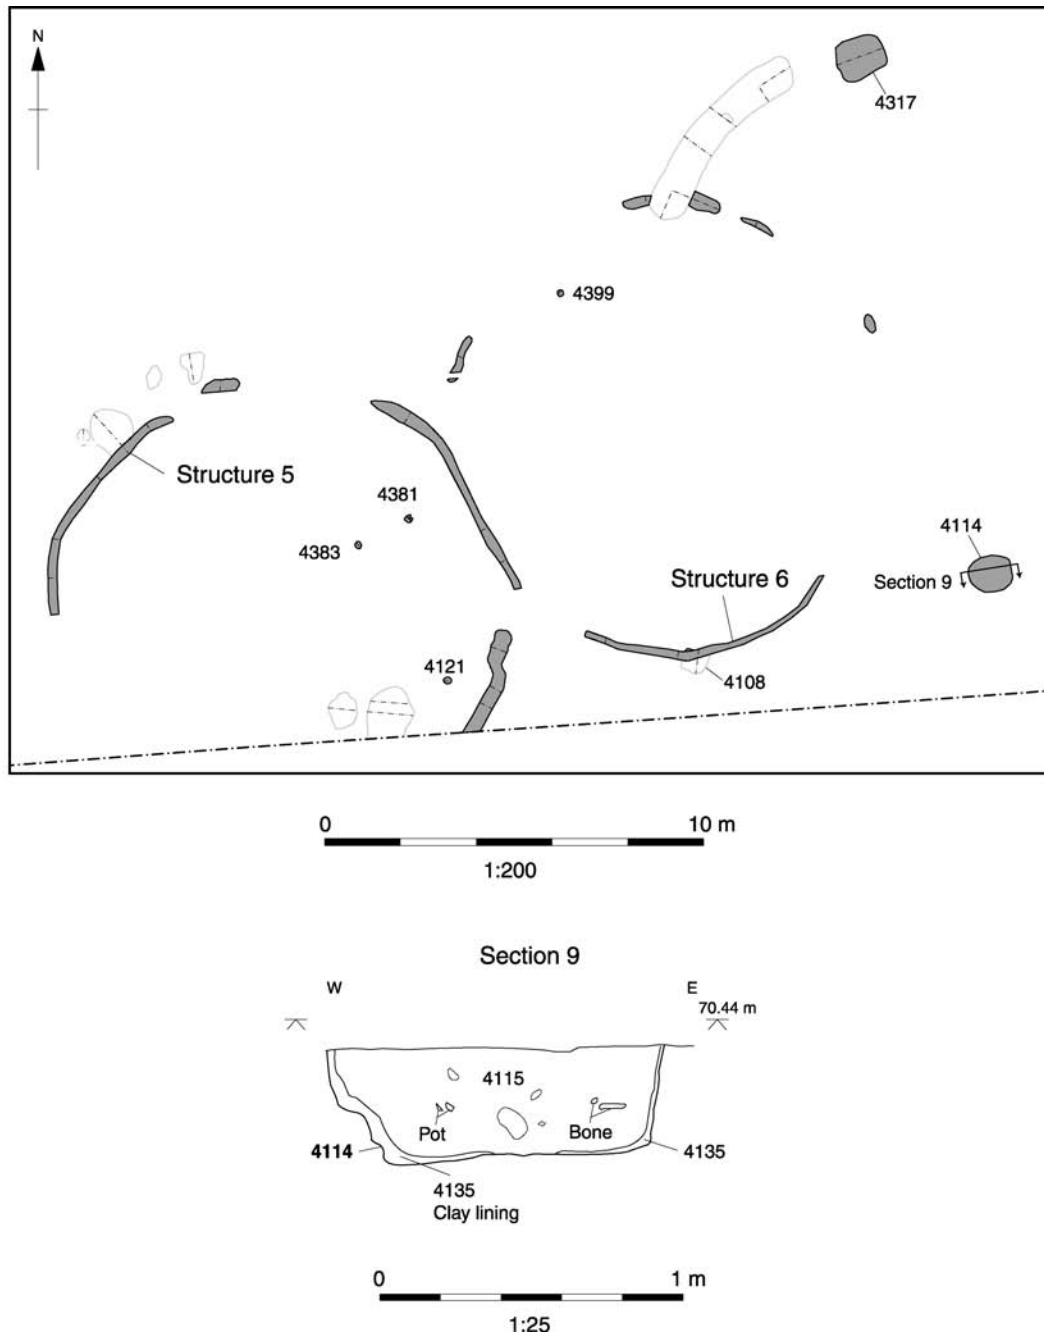 N
4317
4399
Structure 5
4381
4383
4114
Section 9
Structure 6
4121
4108
0 10 m
1:200
Section 9
W E
70.44 m
4115
Pot Bone
4114 4135
4135
Clay lining
0 1 m
1:25